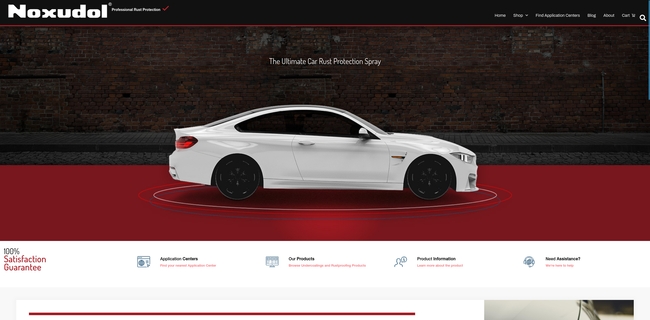 Noxudol® Professional Rust Protection
Home Shop Find Application Centers Blog About Cart
The Ultimate Car Rust Protection Spray
100%
Satisfaction
Guarantee
Application Centers
Find your nearest Application Center
Our Products
Browse Undercoatings and Rustproofing Products
Product Information
Learn more about the product
Need Assistance?
We're here to help